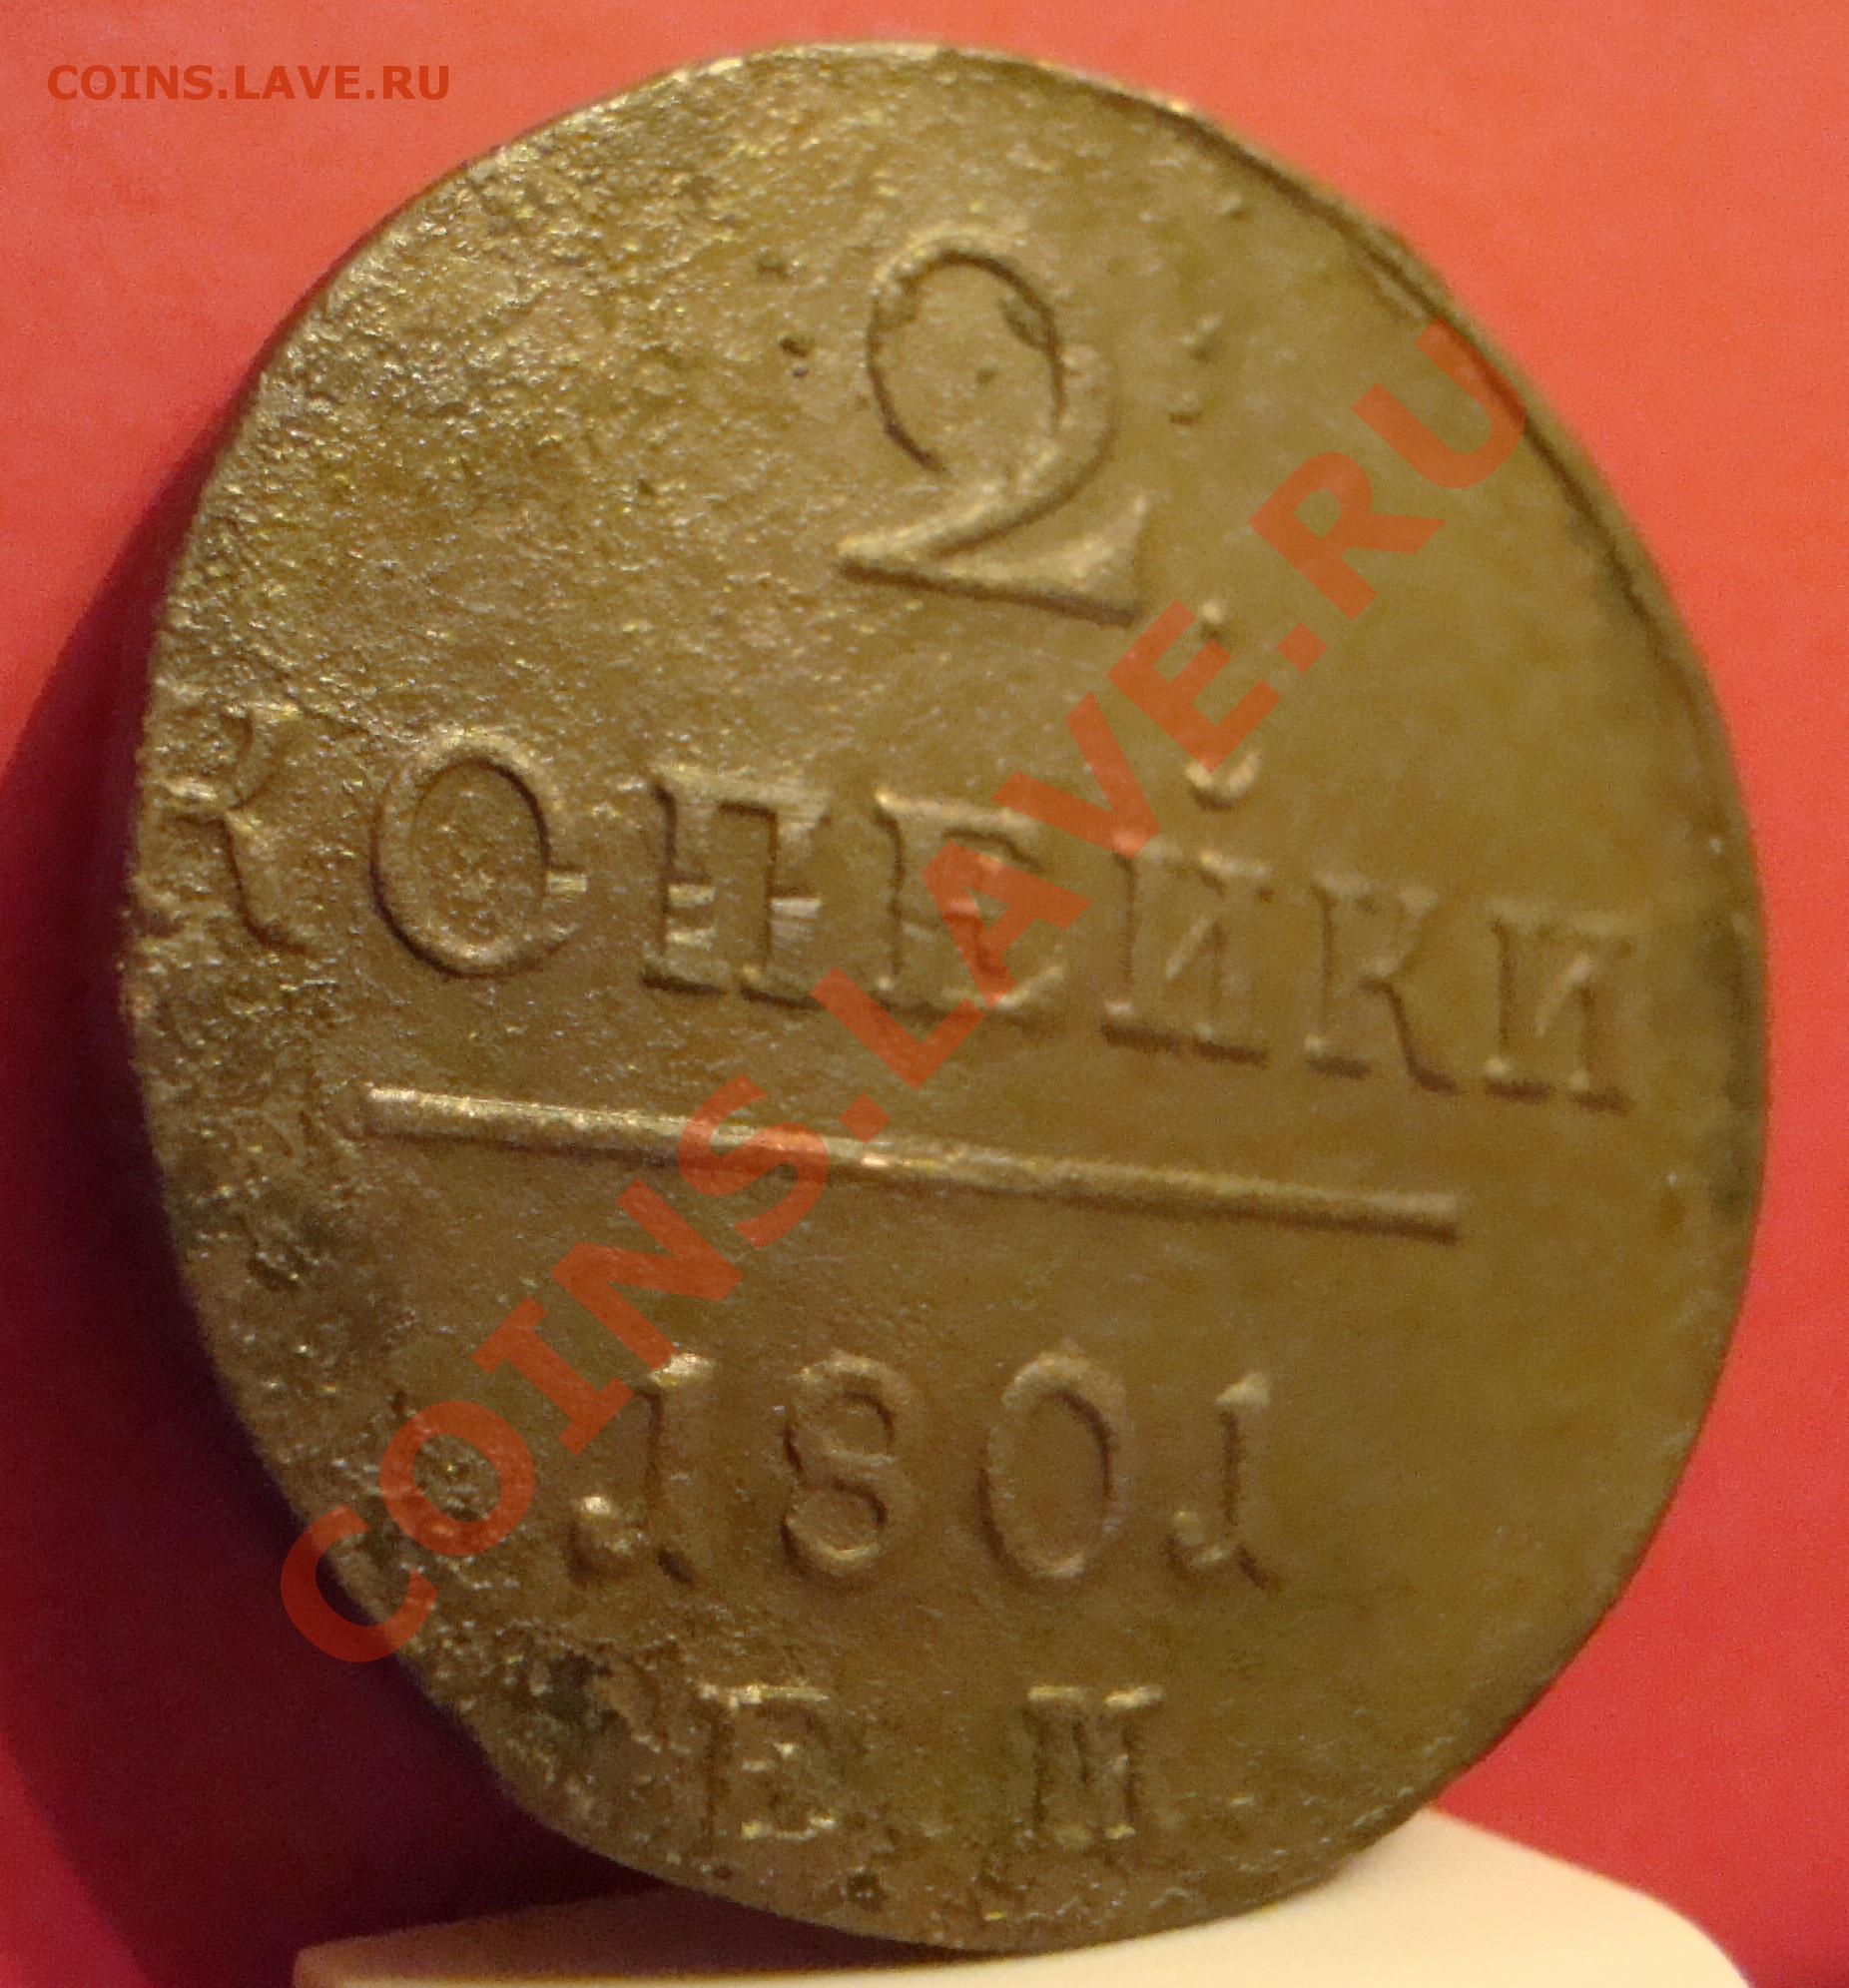 COINS.LAVE.RU
2
КОПЕЙКИ
1801
Е М
COINS.LAVE.RU